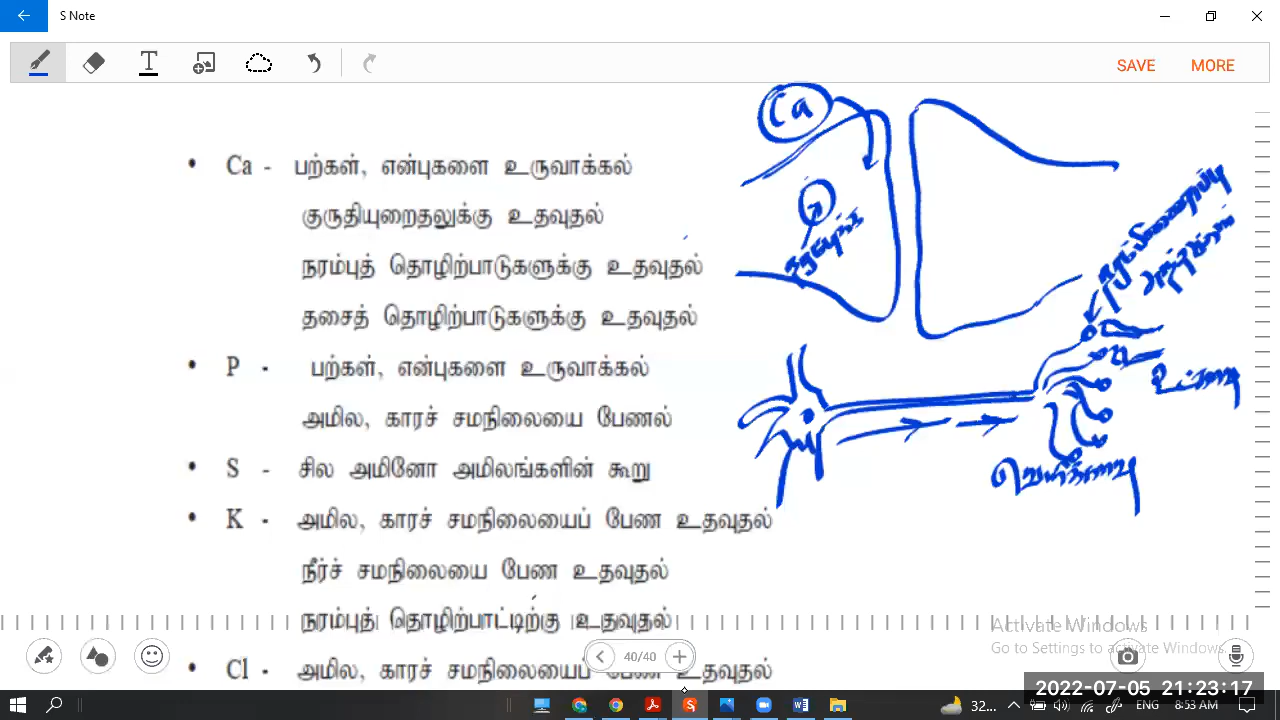 S Note
SAVE MORE
Ca
• Ca - பற்கள், என்புகளை உருவாக்கல்
குருதியுறைதலுக்கு உதவுதல்
நரம்புத் தொழிற்பாடுகளுக்கு உதவுதல்
தசைத் தொழிற்பாடுகளுக்கு உதவுதல்
• P - பற்கள், என்புகளை உருவாக்கல்
அமில, காரச் சமநிலையை பேணல்
• S - சில அமினோ அமிலங்களின் கூறு
• K - அமில, காரச் சமநிலையைப் பேண உதவுதல்
நீர்ச் சமநிலையை பேண உதவுதல்
நரம்புத் தொழிற்பாட்டிற்கு உதவுதல்
• Cl - அமில, காரச் சமநிலையைப் பேண உதவுதல்
40/40
Activate Windows
Go to Settings to activate Windows.
2022-07-05 21:23:17
32... ENG 8:53 AM